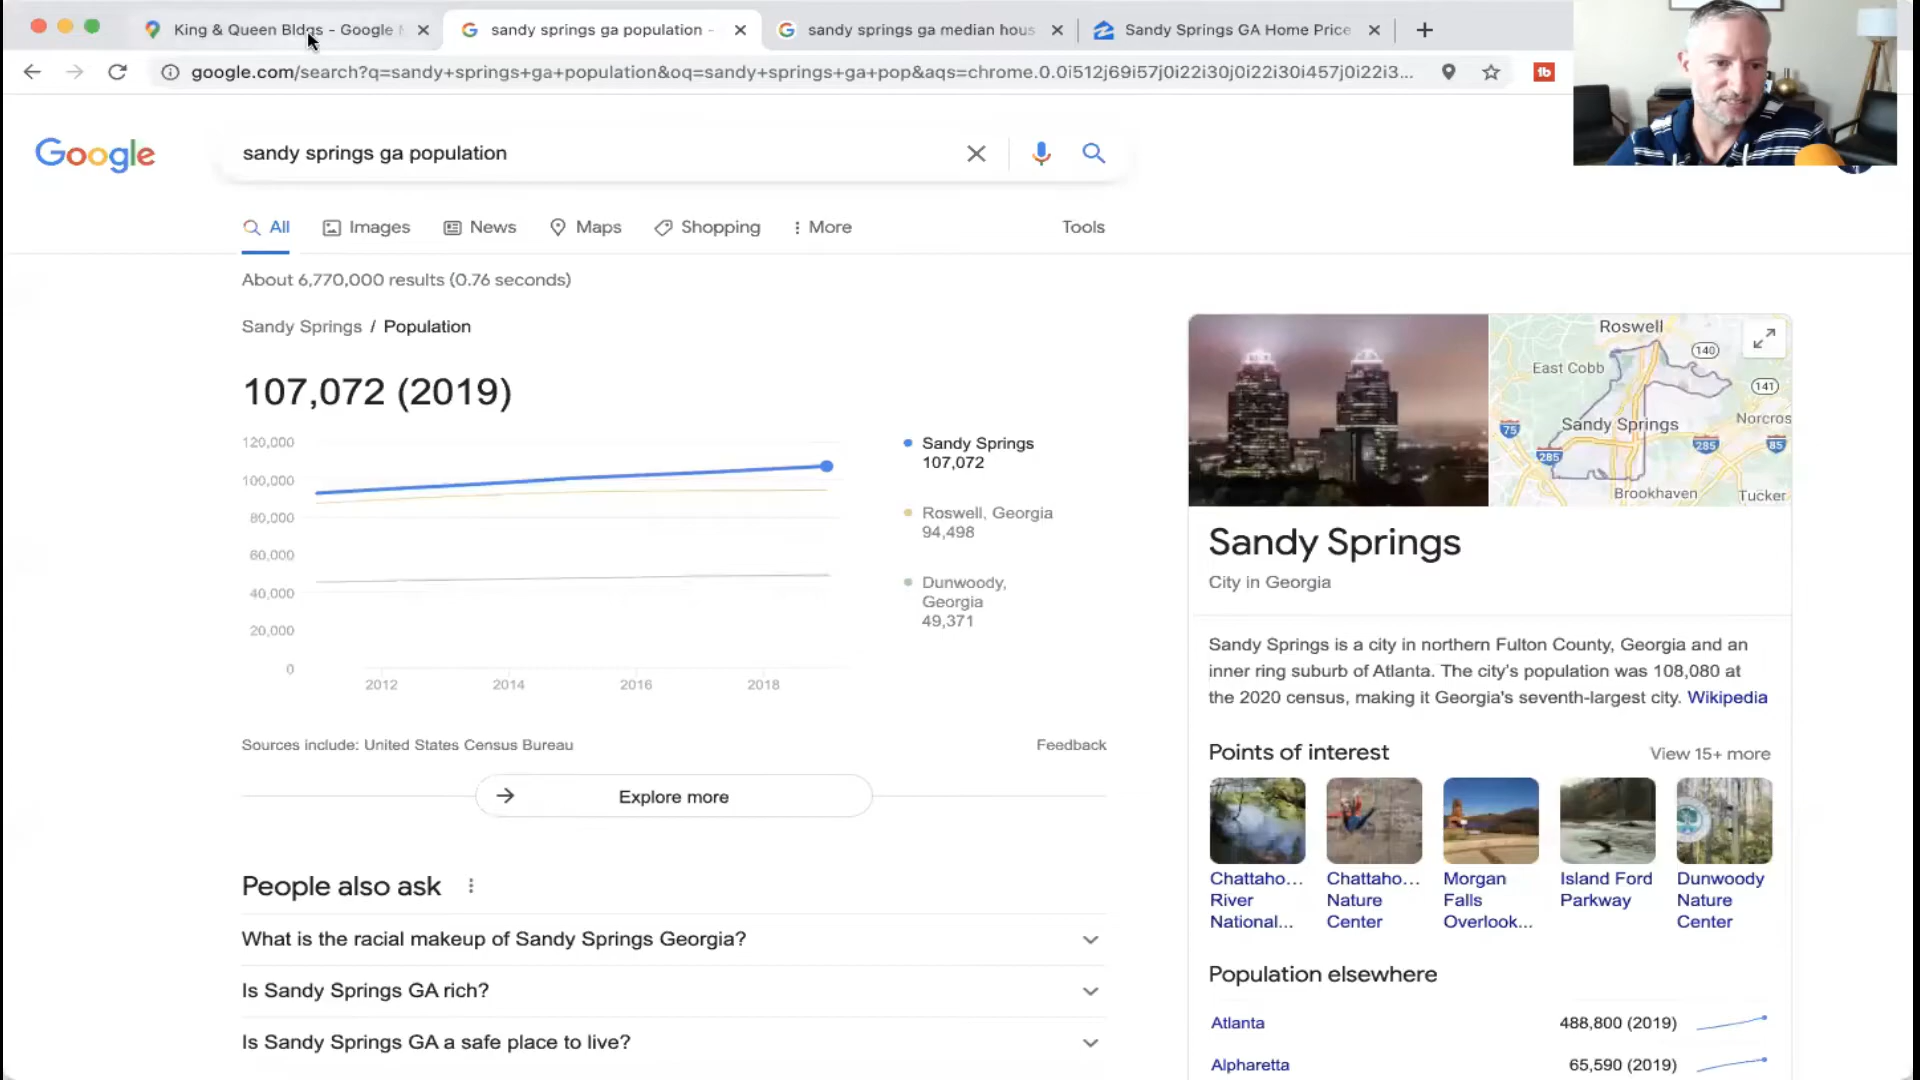 King & Queen Bldgs - Google
sandy springs ga population -
sandy springs ga median hous
Sandy Springs GA Home Price
google.com/search?q=sandy+springs+ga+population&oq=sandy+springs+ga+pop&aqs=chrome.0.0i512j69i57j0i22i30j0i22i30i457j0i22i3...
tb
Google
sandy springs ga population
All
Images
News
Maps
Shopping
More
Tools
About 6,770,000 results (0.76 seconds)
Sandy Springs / Population
107,072 (2019)
120,000
100,000
80,000
60,000
40,000
20,000
0
2012
2014
2016
2018
Sandy Springs
107,072
Roswell, Georgia
94,498
Dunwoody,
Georgia
49,371
Sources include: United States Census Bureau
Feedback
Explore more
People also ask
What is the racial makeup of Sandy Springs Georgia?
Is Sandy Springs GA rich?
Is Sandy Springs GA a safe place to live?
Roswell
140
East Cobb
141
Sandy Springs
Norcros
75
285
85
285
Brookhaven
Tucker
Sandy Springs
City in Georgia
Sandy Springs is a city in northern Fulton County, Georgia and an
inner ring suburb of Atlanta. The city's population was 108,080 at
the 2020 census, making it Georgia's seventh-largest city. Wikipedia
Points of interest
View 15+ more
Chattaho...
River
National...
Chattaho...
Nature
Center
Morgan
Falls
Overlook...
Island Ford
Parkway
Dunwoody
Nature
Center
Population elsewhere
Atlanta
488,800 (2019)
Alpharetta
65,590 (2019)